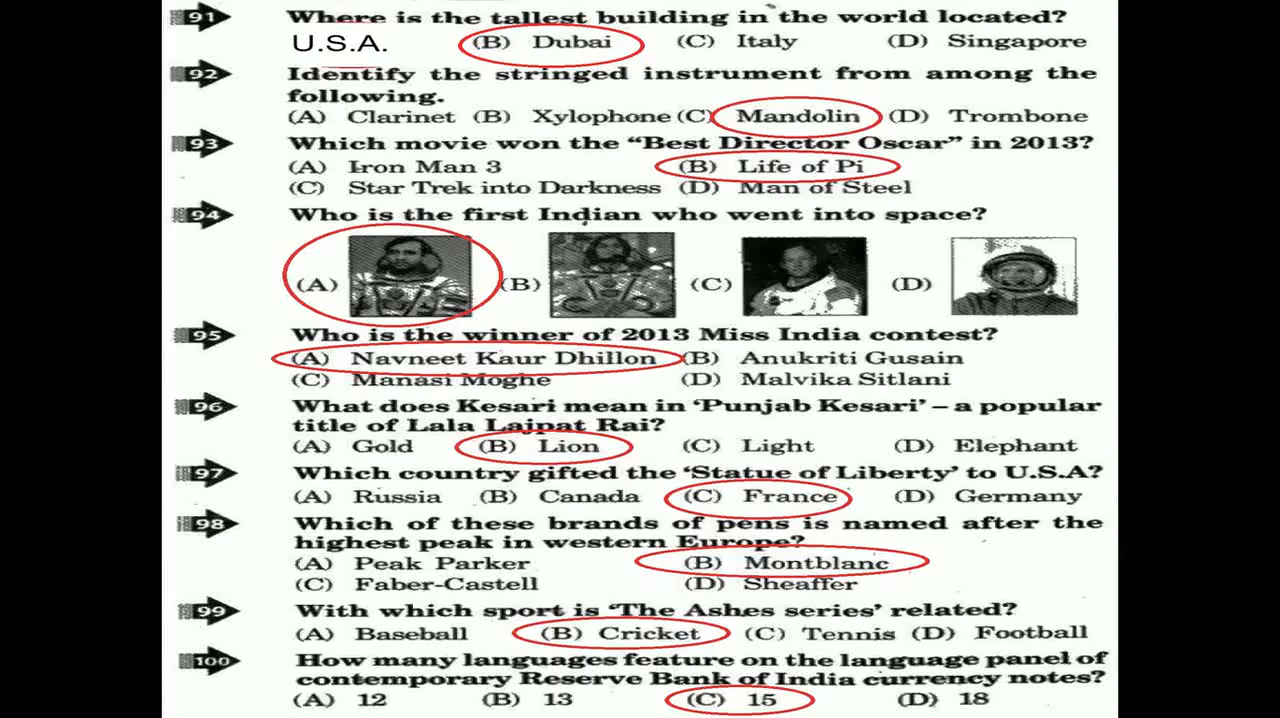 91 Where is the tallest building in the world located?
U.S.A. (B) Dubai (C) Italy (D) Singapore
92 Identify the stringed instrument from among the
following.
(A) Clarinet (B) Xylophone (C) Mandolin (D) Trombone
93 Which movie won the “Best Director Oscar” in 2013?
(A) Iron Man 3 (B) Life of Pi
(C) Star Trek into Darkness (D) Man of Steel
94 Who is the first Indian who went into space?
(A) (B) (C) (D)
95 Who is the winner of 2013 Miss India contest?
(A) Navneet Kaur Dhillon (B) Anukriti Gusain
(C) Manasi Moghe (D) Malvika Sitlani
96 What does Kesari mean in ‘Punjab Kesari’ – a popular
title of Lala Lajpat Rai?
(A) Gold (B) Lion (C) Light (D) Elephant
97 Which country gifted the ‘Statue of Liberty’ to U.S.A?
(A) Russia (B) Canada (C) France (D) Germany
98 Which of these brands of pens is named after the
highest peak in western Europe?
(A) Peak Parker (B) Montblanc
(C) Faber-Castell (D) Sheaffer
99 With which sport is ‘The Ashes series’ related?
(A) Baseball (B) Cricket (C) Tennis (D) Football
100 How many languages feature on the language panel of
contemporary Reserve Bank of India currency notes?
(A) 12 (B) 13 (C) 15 (D) 18